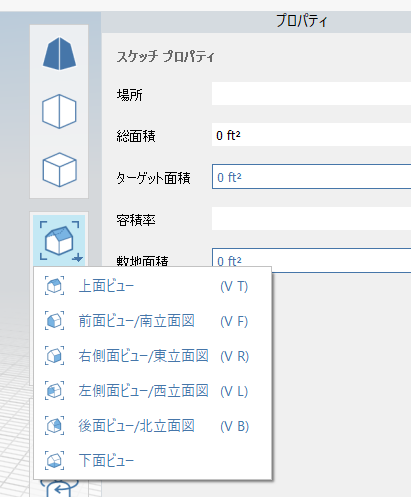 プロパティ
スケッチ プロパティ
場所
総面積 0 ft²
ターゲット面積 0 ft²
容積率
敷地面積 0 ft²
上面ビュー (V T)
前面ビュー/南立面図 (V F)
右側面ビュー/東立面図 (V R)
左側面ビュー/西立面図 (V L)
後面ビュー/北立面図 (V B)
下面ビュー